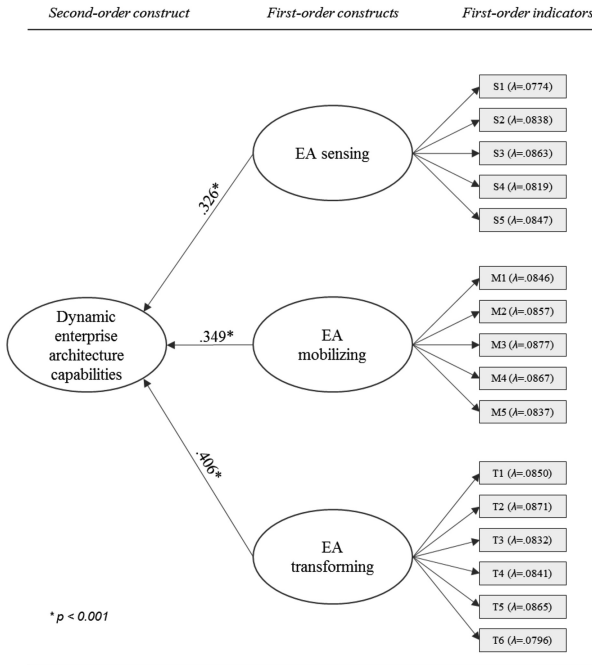 Second-order construct First-order constructs First-order indicators
EA sensing
S1 (λ=.0774)
S2 (λ=.0838)
S3 (λ=.0863)
S4 (λ=.0819)
S5 (λ=.0847)
.326*
Dynamic
enterprise
architecture
capabilities
.349*
EA
mobilizing
M1 (λ=.0846)
M2 (λ=.0857)
M3 (λ=.0877)
M4 (λ=.0867)
M5 (λ=.0837)
.406*
EA
transforming
T1 (λ=.0850)
T2 (λ=.0871)
T3 (λ=.0832)
T4 (λ=.0841)
T5 (λ=.0865)
T6 (λ=.0796)
* p < 0.001